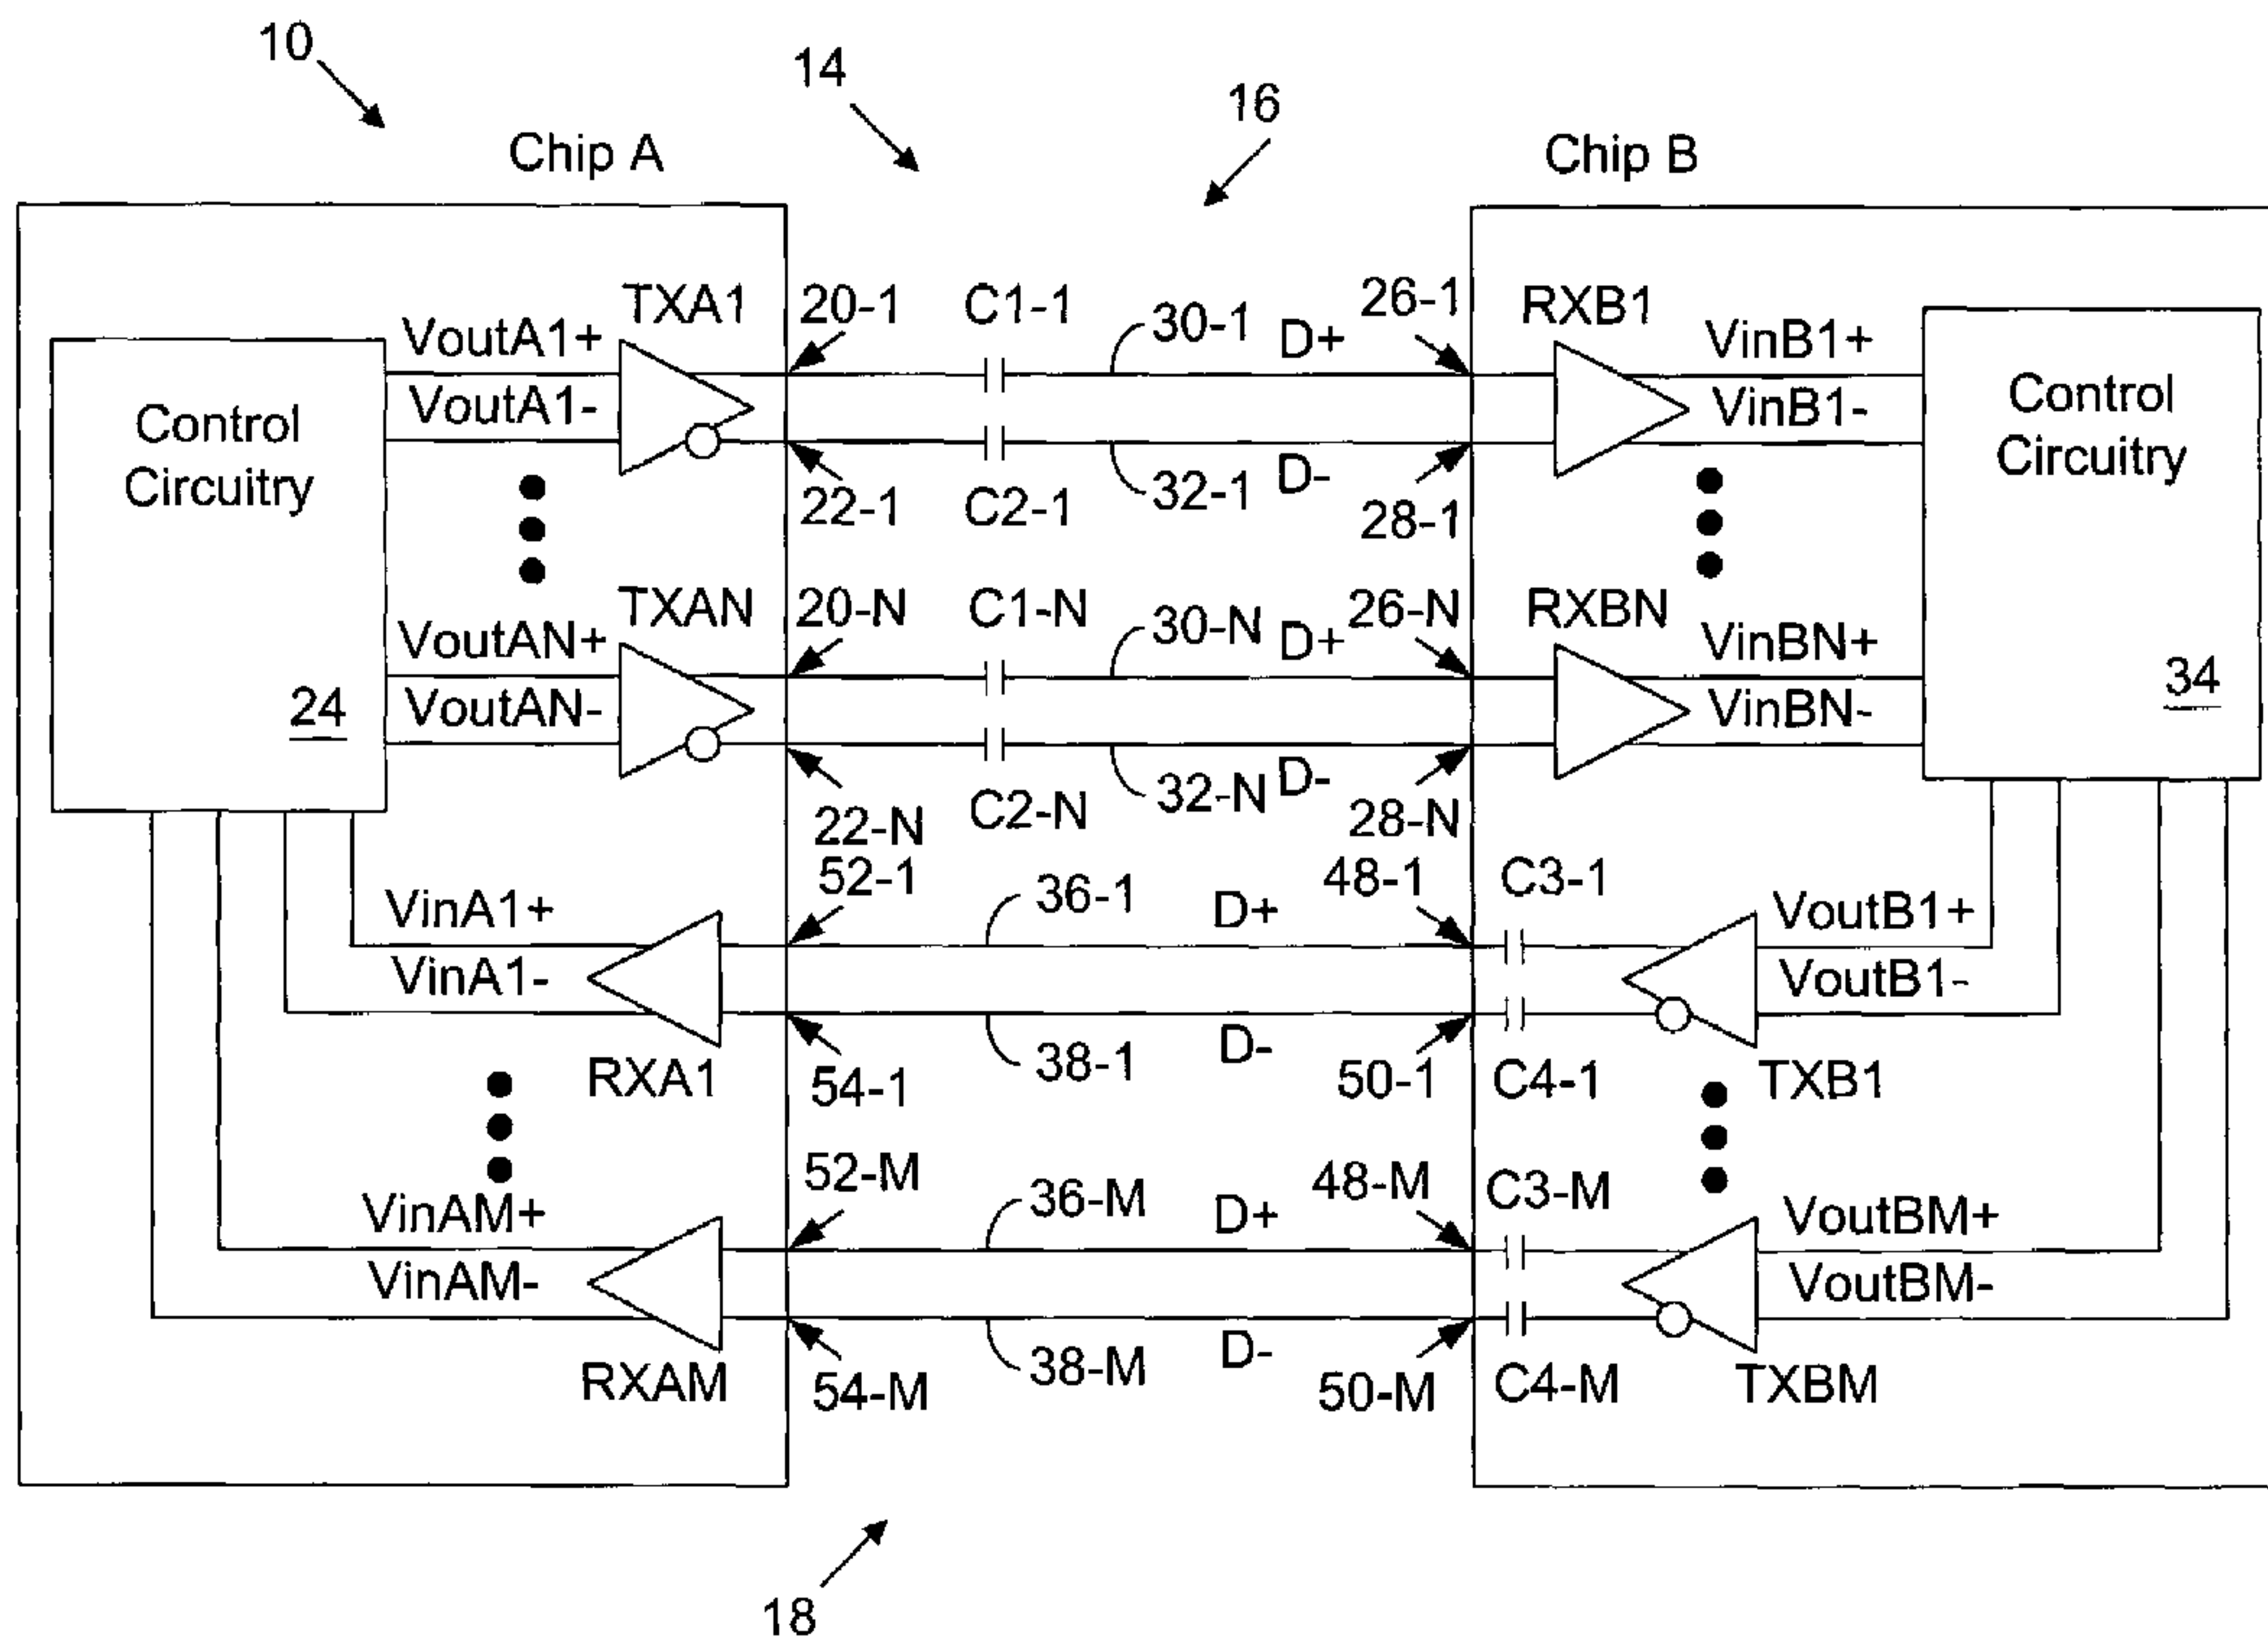 10
14
16
Chip A
Chip B
TXA1
20-1
C1-1
30-1
D+
26-1
RXB1
VoutA1+
VinB1+
VoutA1-
VinB1-
Control
Circuitry
Control
Circuitry
22-1
C2-1
32-1
D-
28-1
TXAN
20-N
C1-N
30-N
D+
26-N
RXBN
VoutAN+
VinBN+
24
VoutAN-
VinBN-
34
22-N
C2-N
32-N
D-
28-N
52-1
36-1
D+
48-1
C3-1
VinA1+
VoutB1+
VinA1-
VoutB1-
RXA1
54-1
38-1
D-
50-1
C4-1
TXB1
52-M
36-M
D+
48-M
C3-M
VinAM+
VoutBM+
VinAM-
VoutBM-
RXAM
54-M
38-M
D-
50-M
C4-M
TXBM
18